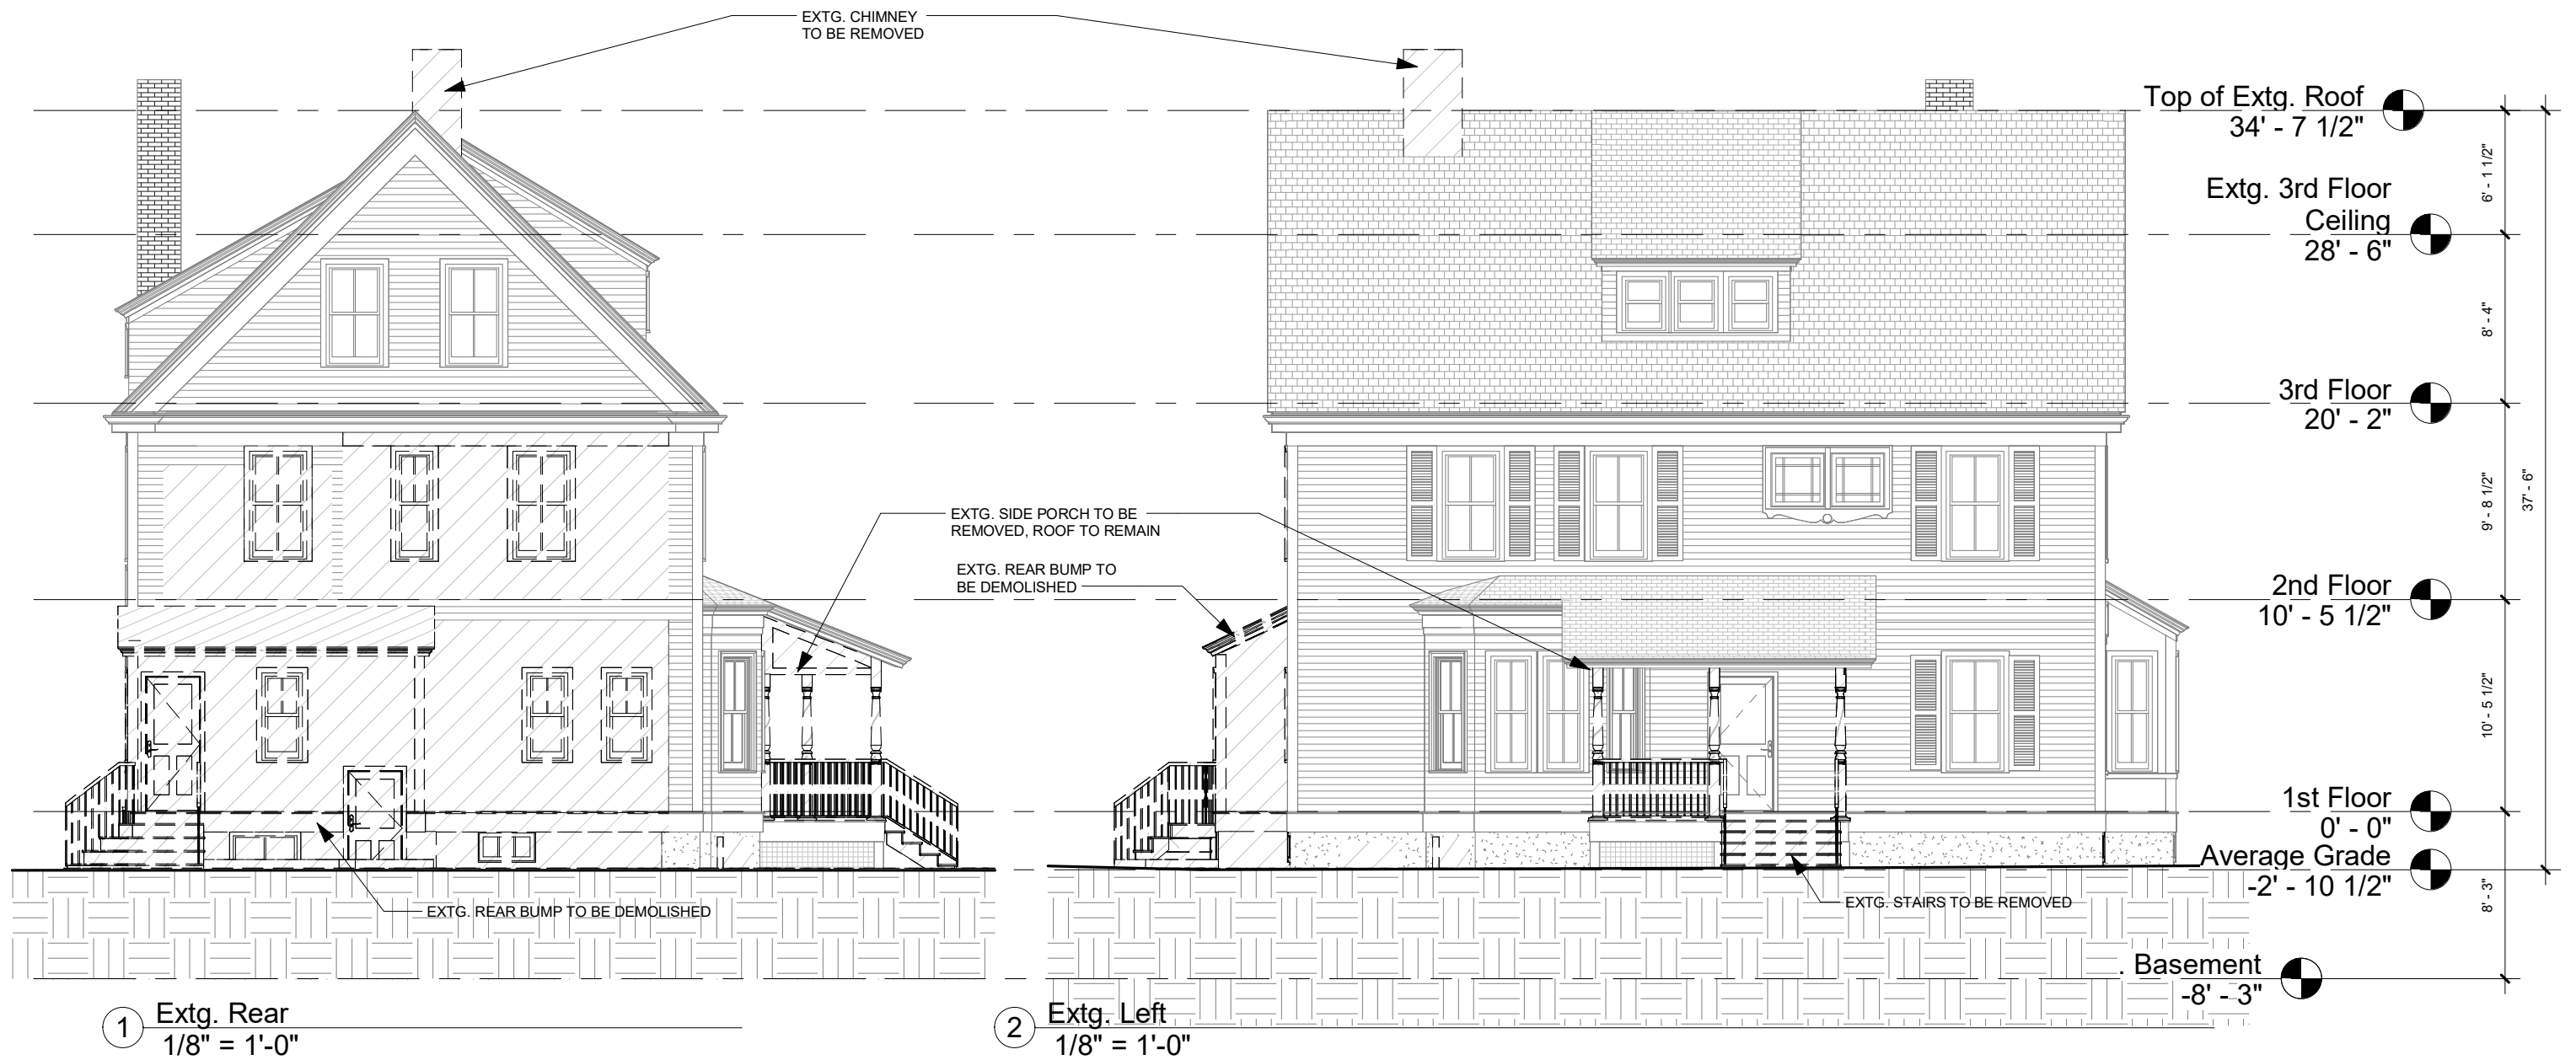 EXTG. CHIMNEY
TO BE REMOVED
Top of Extg. Roof
34' - 7 1/2"
6' - 1 1/2"
Extg. 3rd Floor
Ceiling
28' - 6"
8' - 4"
3rd Floor
20' - 2"
9' - 8 1/2"
37' - 6"
EXTG. SIDE PORCH TO BE
REMOVED, ROOF TO REMAIN
EXTG. REAR BUMP TO
BE DEMOLISHED
2nd Floor
10' - 5 1/2"
10' - 5 1/2"
1st Floor
0' - 0"
Average Grade
-2' - 10 1/2"
8' - 3"
EXTG. REAR BUMP TO BE DEMOLISHED
EXTG. STAIRS TO BE REMOVED
. Basement
-8' - 3"
1 Extg. Rear
1/8" = 1'-0"
2 Extg. Left
1/8" = 1'-0"